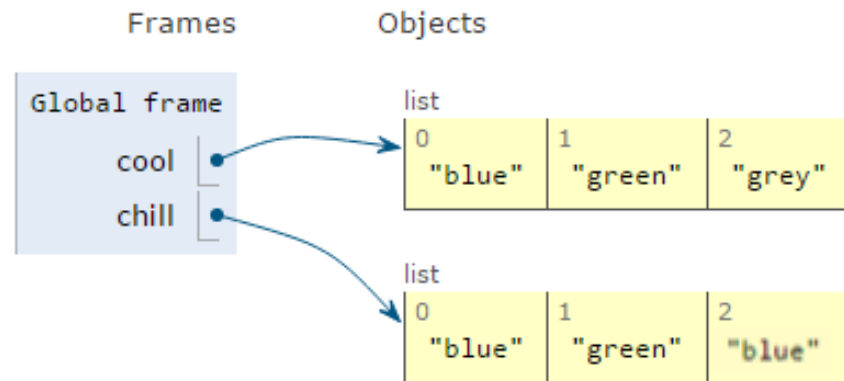 Frames Objects
Global frame
cool
chill
list
0 1 2
"blue" "green" "grey"
list
0 1 2
"blue" "green" "blue"